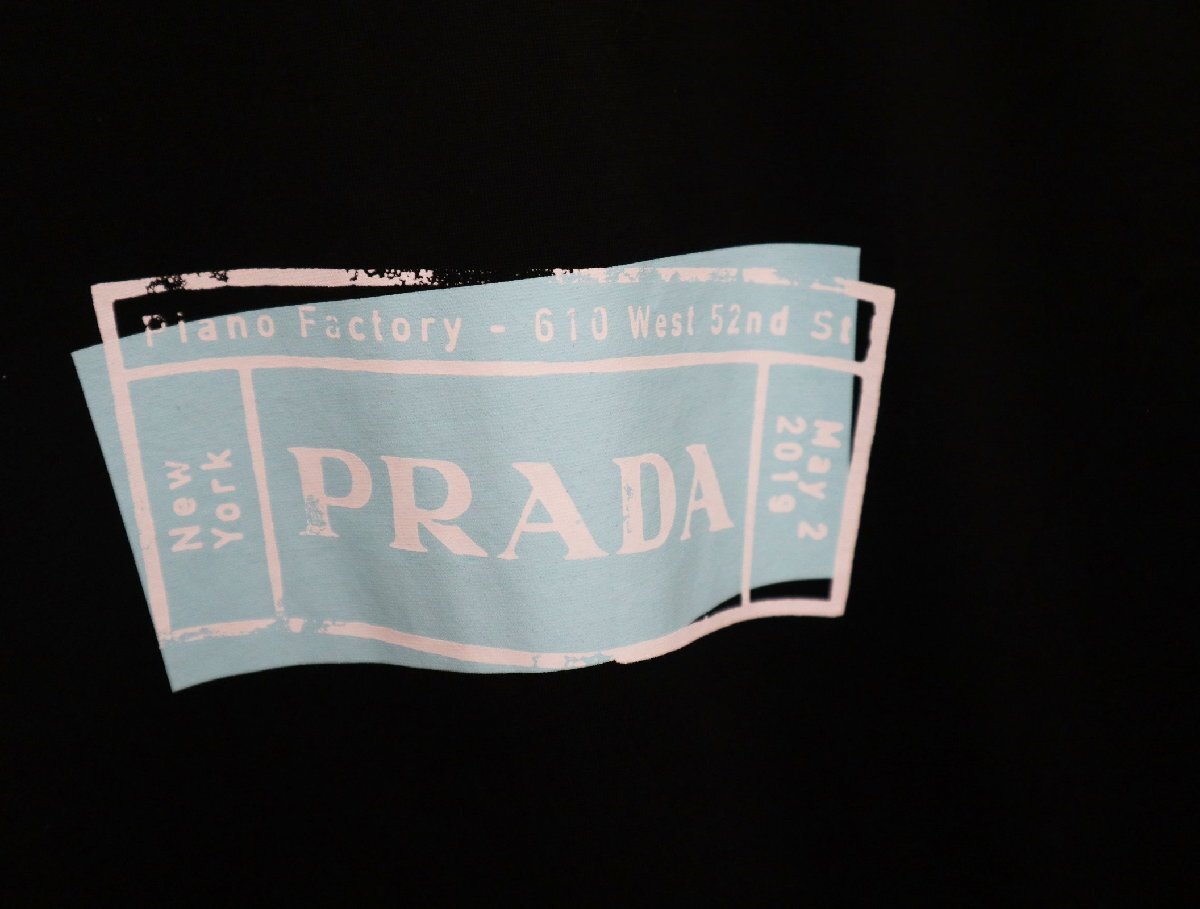 Piano Factory - 610 West 52nd St
New
York
PRADA
May 2
2019